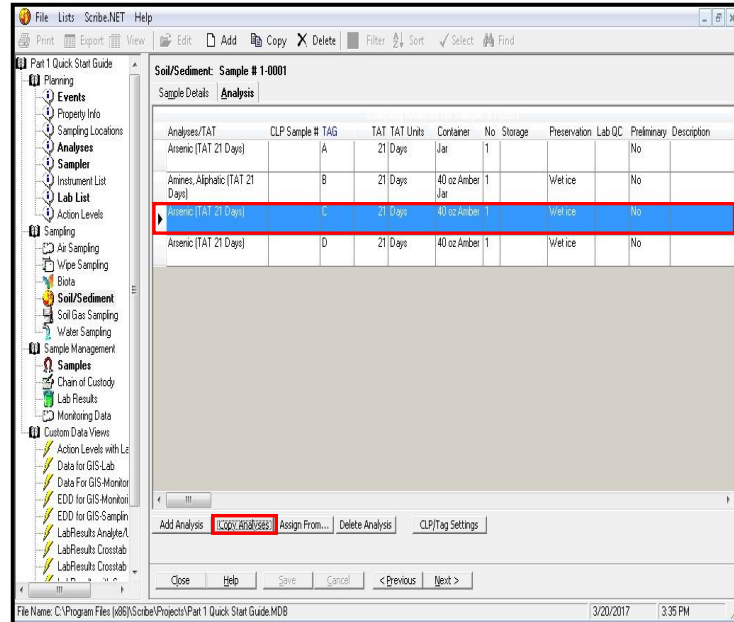 File Lists Scribe.NET Help
Print Export View Edit Add Copy Delete Filter Sort Select Find
Part 1 Quick Start Guide
Planning
Events
Property Info
Sampling Locations
Analyses
Sampler
Instrument List
Lab List
Action Levels
Sampling
Air Sampling
Wipe Sampling
Biota
Soil/Sediment
Soil Gas Sampling
Water Sampling
Sample Management
Samples
Chain of Custody
Lab Results
Monitoring Data
Custom Data Views
Action Levels with La
Data for GIS-Lab
Data For GIS-Monitor
EDD for GIS-Monitori
EDD for GIS-Samplin
LabResults Analyte/L
LabResults Crosstab
LabResults Crosstab
Soil/Sediment: Sample # 1-0001
Sample Details Analysis
Analyses/TAT CLP Sample # TAG TAT TAT Units Container No Storage Preservation Lab QC Preliminary Description
Arsenic (TAT 21 Days) A 21 Days Jar 1 No
Amines, Aliphatic (TAT 21 Days) B 21 Days 40 oz Amber Jar 1 Wet ice No
Arsenic (TAT 21 Days) C 21 Days 40 oz Amber 1 Wet ice No
Arsenic (TAT 21 Days) D 21 Days 40 oz Amber 1 Wet ice No
Add Analysis Copy Analyses Assign From... Delete Analysis CLP/Tag Settings
Close Help Save Cancel < Previous Next >
File Name: C:\Program Files (x86)\Scribe\Projects\Part 1 Quick Start Guide.MDB 3/20/2017 3:35 PM